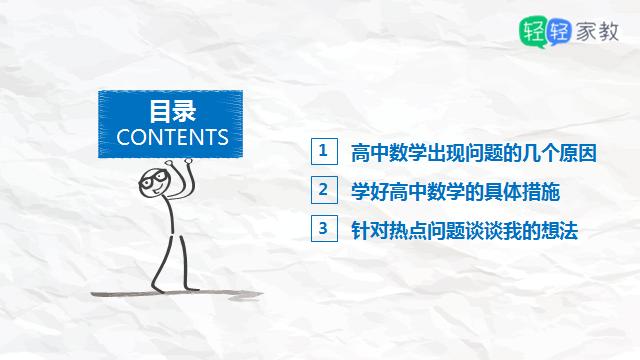 轻轻家教
目录
CONTENTS
1 高中数学出现问题的几个原因
2 学好高中数学的具体措施
3 针对热点问题谈谈我的想法